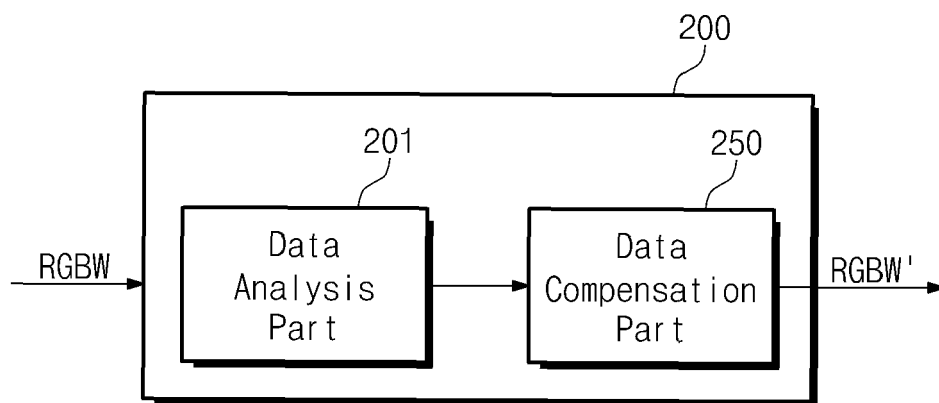 200
201
250
RGBW
Data
Analysis
Part
Data
Compensation
Part
RGBW'